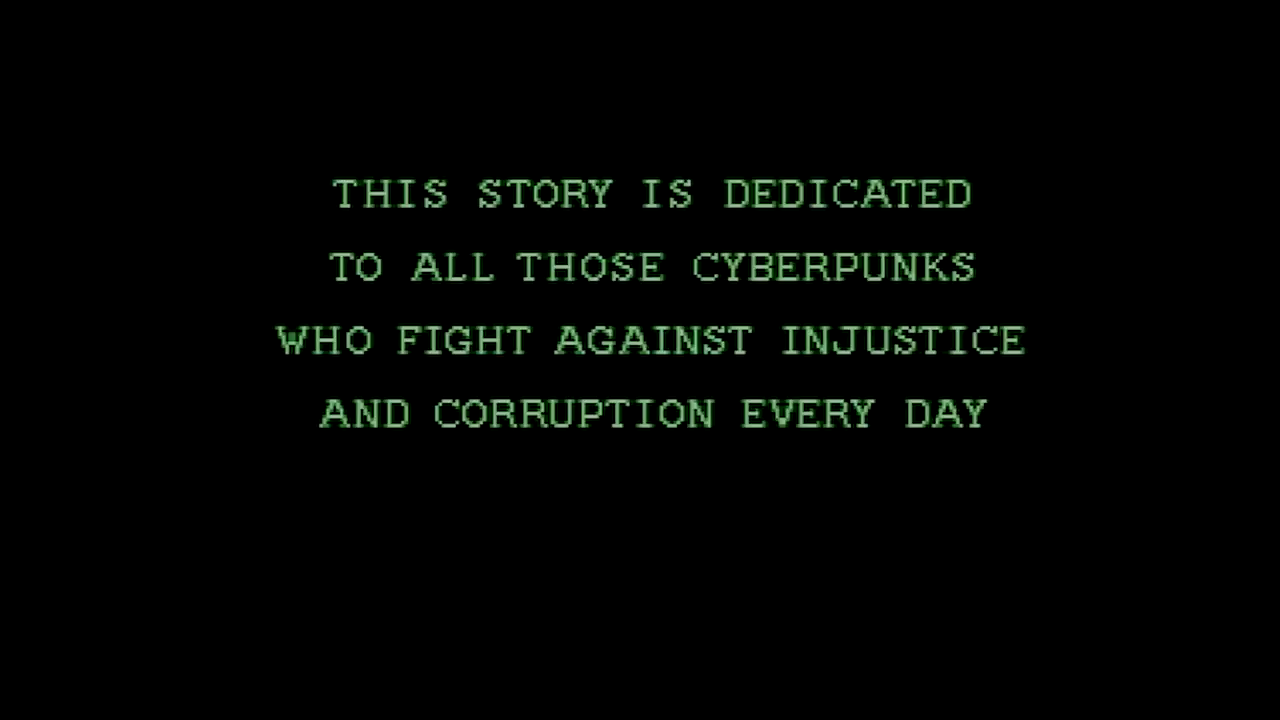 THIS STORY IS DEDICATED
TO ALL THOSE CYBERPUNKS
WHO FIGHT AGAINST INJUSTICE
AND CORRUPTION EVERY DAY